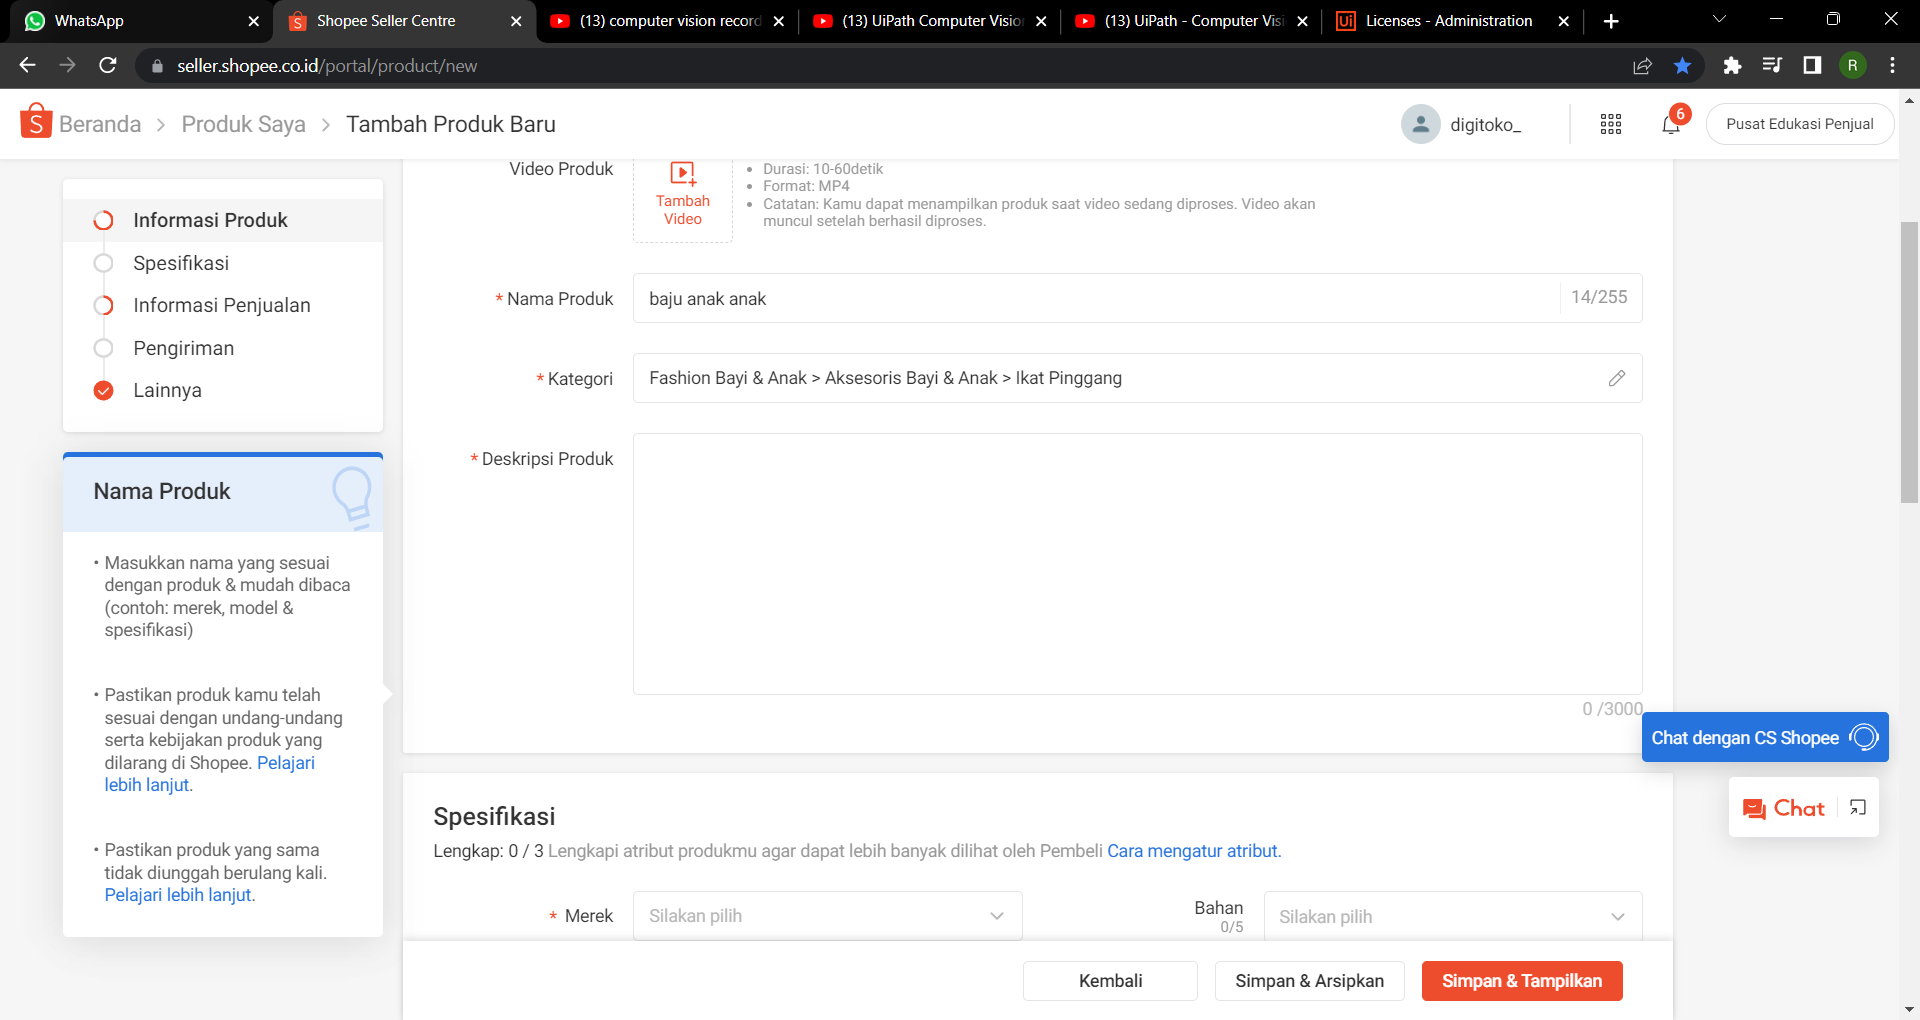 WhatsApp
Shopee Seller Centre
(13) computer vision record
(13) UiPath Computer Vision
(13) UiPath - Computer Vis
Ui Licenses - Administration
seller.shopee.co.id/portal/product/new
R
S Beranda > Produk Saya > Tambah Produk Baru
digitoko_
6
Pusat Edukasi Penjual
Informasi Produk
Spesifikasi
Informasi Penjualan
Pengiriman
Lainnya
Nama Produk
• Masukkan nama yang sesuai
dengan produk & mudah dibaca
(contoh: merek, model &
spesifikasi)
• Pastikan produk kamu telah
sesuai dengan undang-undang
serta kebijakan produk yang
dilarang di Shopee. Pelajari
lebih lanjut.
• Pastikan produk yang sama
tidak diunggah berulang kali.
Pelajari lebih lanjut.
Video Produk
Tambah
Video
• Durasi: 10-60detik
• Format: MP4
• Catatan: Kamu dapat menampilkan produk saat video sedang diproses. Video akan
muncul setelah berhasil diproses.
* Nama Produk
baju anak anak
14/255
* Kategori
Fashion Bayi & Anak > Aksesoris Bayi & Anak > Ikat Pinggang
* Deskripsi Produk
0 /3000
Chat dengan CS Shopee
Chat
Spesifikasi
Lengkap: 0 / 3 Lengkapi atribut produkmu agar dapat lebih banyak dilihat oleh Pembeli Cara mengatur atribut.
* Merek
Silakan pilih
Bahan
0/5
Silakan pilih
Kembali
Simpan & Arsipkan
Simpan & Tampilkan